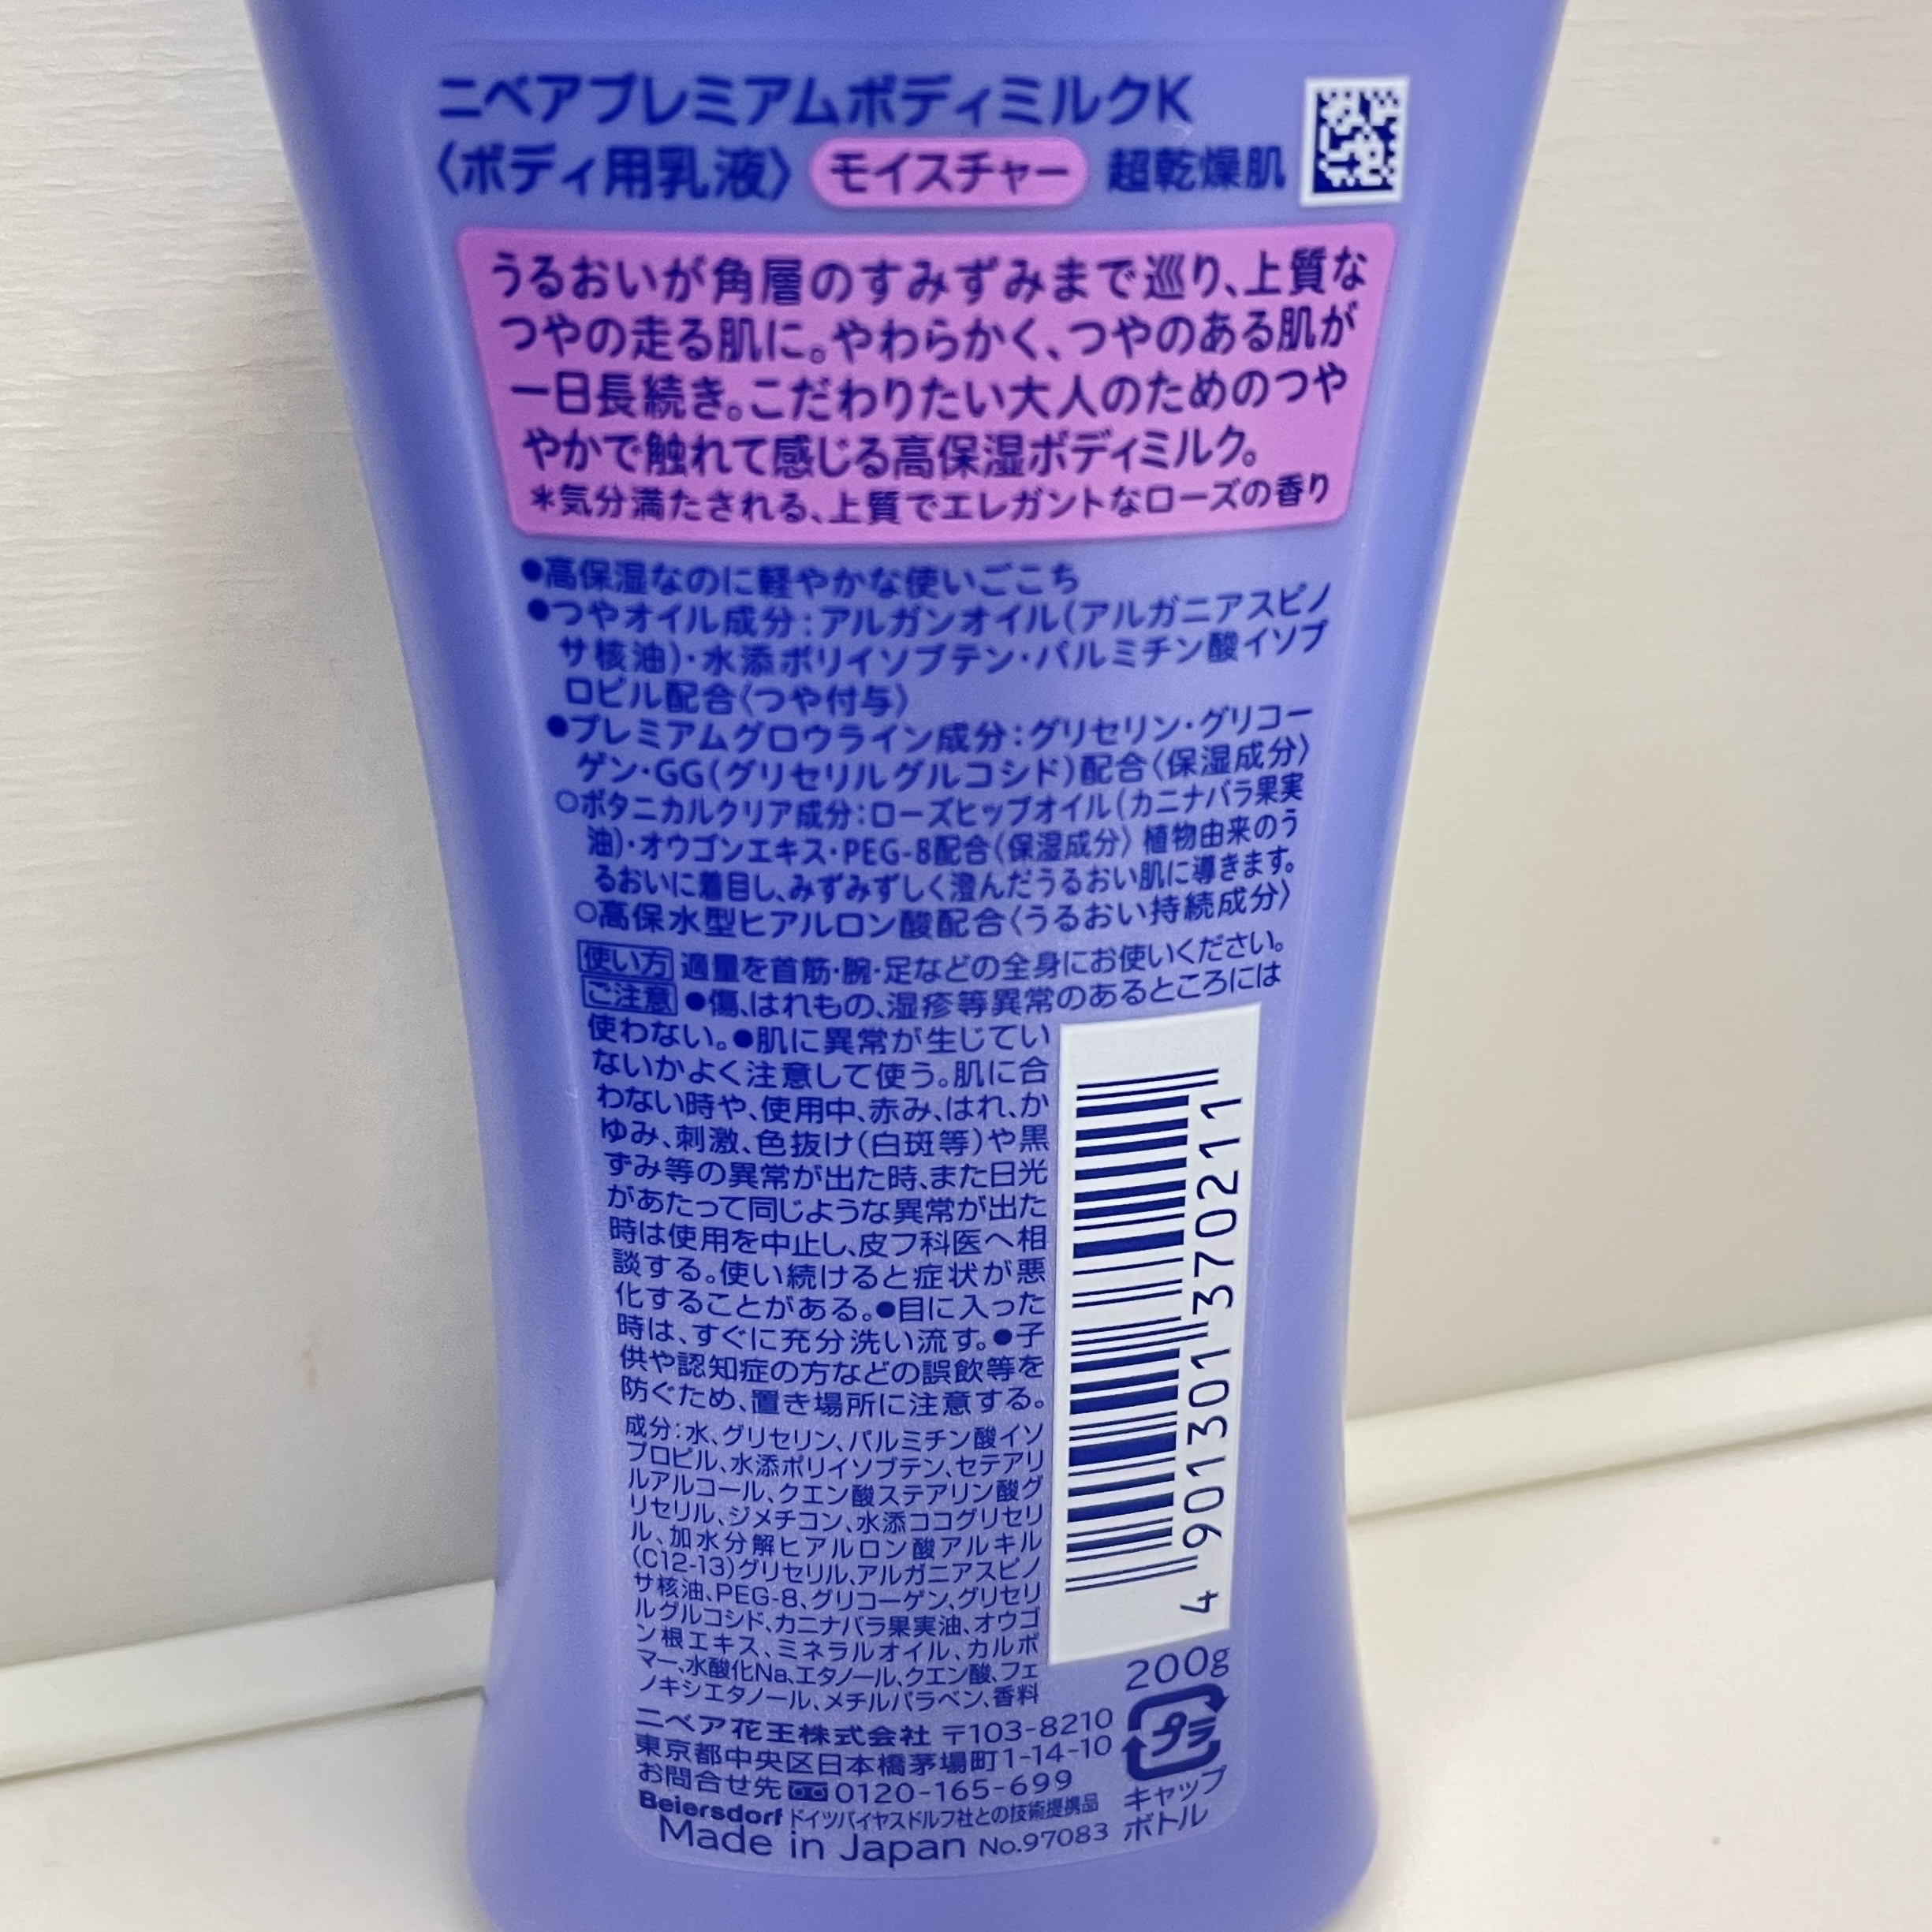 ニベアプレミアムボディミルクK
〈ボディ用乳液〉 モイスチャー 超乾燥肌
うるおいが角層のすみずみまで巡り、上質な
つやの走る肌に。やわらかく、つやのある肌が
一日長続き。こだわりたい大人のためのつや
やかで触れて感じる高保湿ボディミルク。
*気分満たされる、上質でエレガントなローズの香り
●高保湿なのに軽やかな使いごこち
●つやオイル成分:アルガンオイル(アルガニアスピノ
サ核油)・水添ポリイソブテン・パルミチン酸イソプ
ロピル配合〈つや付与〉
●プレミアムグロウライン成分:グリセリン・グリコー
ゲン・GG(グリセリルグルコシド)配合〈保湿成分〉
○ボタニカルクリア成分:ローズヒップオイル(カニナバラ果実
油)・オウゴンエキス・PEG-8配合〈保湿成分〉 植物由来のう
るおいに着目し、みずみずしく澄んだうるおい肌に導きます。
○高保水型ヒアルロン酸配合〈うるおい持続成分〉
使い方 適量を首筋・腕・足などの全身にお使いください。
ご注意 ●傷、はれもの、湿疹等異常のあるところには
使わない。●肌に異常が生じてい
ないかよく注意して使う。肌に合
わない時や、使用中、赤み、はれ、か
ゆみ、刺激、色抜け(白斑等)や黒
ずみ等の異常が出た時、また日光
があたって同じような異常が出た
時は使用を中止し、皮フ科医へ相
談する。使い続けると症状が悪
化することがある。●目に入った
時は、すぐに充分洗い流す。●子
供や認知症の方などの誤飲等を
防ぐため、置き場所に注意する。
成分:水、グリセリン、パルミチン酸イソ
プロピル、水添ポリイソブテン、セテアリ
ルアルコール、クエン酸ステアリン酸グ
リセリル、ジメチコン、水添ココグリセリ
ル、加水分解ヒアルロン酸アルキル
(C12-13)グリセリル、アルガニアスピノ
サ核油、PEG-8、グリコーゲン、グリセリ
ルグルコシド、カニナバラ果実油、オウゴ
ン根エキス、ミネラルオイル、カルボ
マー、水酸化Na、エタノール、クエン酸、フェ
ノキシエタノール、メチルパラベン、香料
4 901301 370211
200g
プラ
キャップ
ボトル
ニベア花王株式会社 〒103-8210
東京都中央区日本橋茅場町1-14-10
お問合せ先 0120-165-699
Beiersdorf ドイツバイヤスドルフ社との技術提携品
Made in Japan No.97083